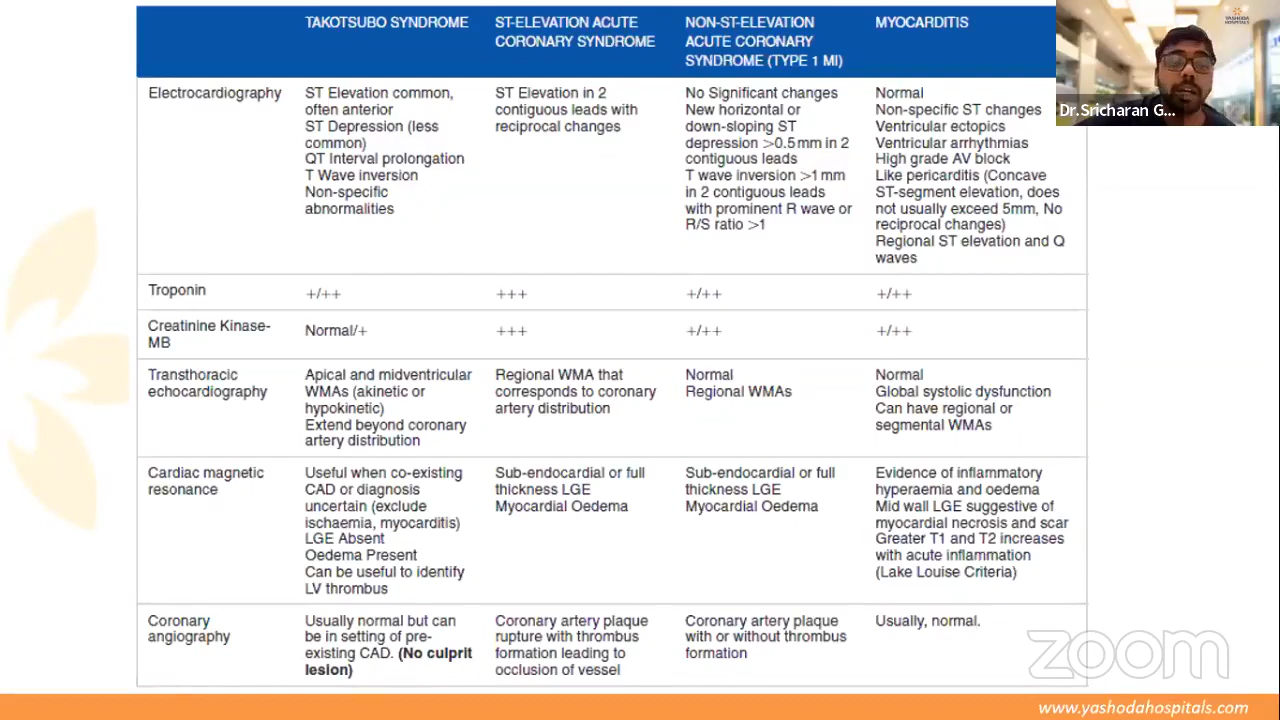 TAKOTSUBO SYNDROME
ST-ELEVATION ACUTE
CORONARY SYNDROME
NON-ST-ELEVATION
ACUTE CORONARY
SYNDROME (TYPE 1 MI)
MYOCARDITIS
YASHODA
HOSPITALS
Dr.Sricharan G...
Electrocardiography
ST Elevation common,
often anterior
ST Depression (less
common)
QT Interval prolongation
T Wave inversion
Non-specific
abnormalities
ST Elevation in 2
contiguous leads with
reciprocal changes
No Significant changes
New horizontal or
down-sloping ST
depression >0.5 mm in 2
contiguous leads
T wave inversion >1 mm
in 2 contiguous leads
with prominent R wave or
R/S ratio >1
Normal
Non-specific ST changes
Ventricular ectopics
Ventricular arrhythmias
High grade AV block
Like pericarditis (Concave
ST-segment elevation, does
not usually exceed 5mm, No
reciprocal changes)
Regional ST elevation and Q
waves
Troponin
+/++
+++
+/++
+/++
Creatinine Kinase-
MB
Normal/+
+++
+/++
+/++
Transthoracic
echocardiography
Apical and midventricular
WMAs (akinetic or
hypokinetic)
Extend beyond coronary
artery distribution
Regional WMA that
corresponds to coronary
artery distribution
Normal
Regional WMAs
Normal
Global systolic dysfunction
Can have regional or
segmental WMAs
Cardiac magnetic
resonance
Useful when co-existing
CAD or diagnosis
uncertain (exclude
ischaemia, myocarditis)
LGE Absent
Oedema Present
Can be useful to identify
LV thrombus
Sub-endocardial or full
thickness LGE
Myocardial Oedema
Sub-endocardial or full
thickness LGE
Myocardial Oedema
Evidence of inflammatory
hyperaemia and oedema
Mid wall LGE suggestive of
myocardial necrosis and scar
Greater T1 and T2 increases
with acute inflammation
(Lake Louise Criteria)
Coronary
angiography
Usually normal but can
be in setting of pre-
existing CAD. (No culprit
lesion)
Coronary artery plaque
rupture with thrombus
formation leading to
occlusion of vessel
Coronary artery plaque
with or without thrombus
formation
Usually, normal.
zoom
www.yashodahospitals.com